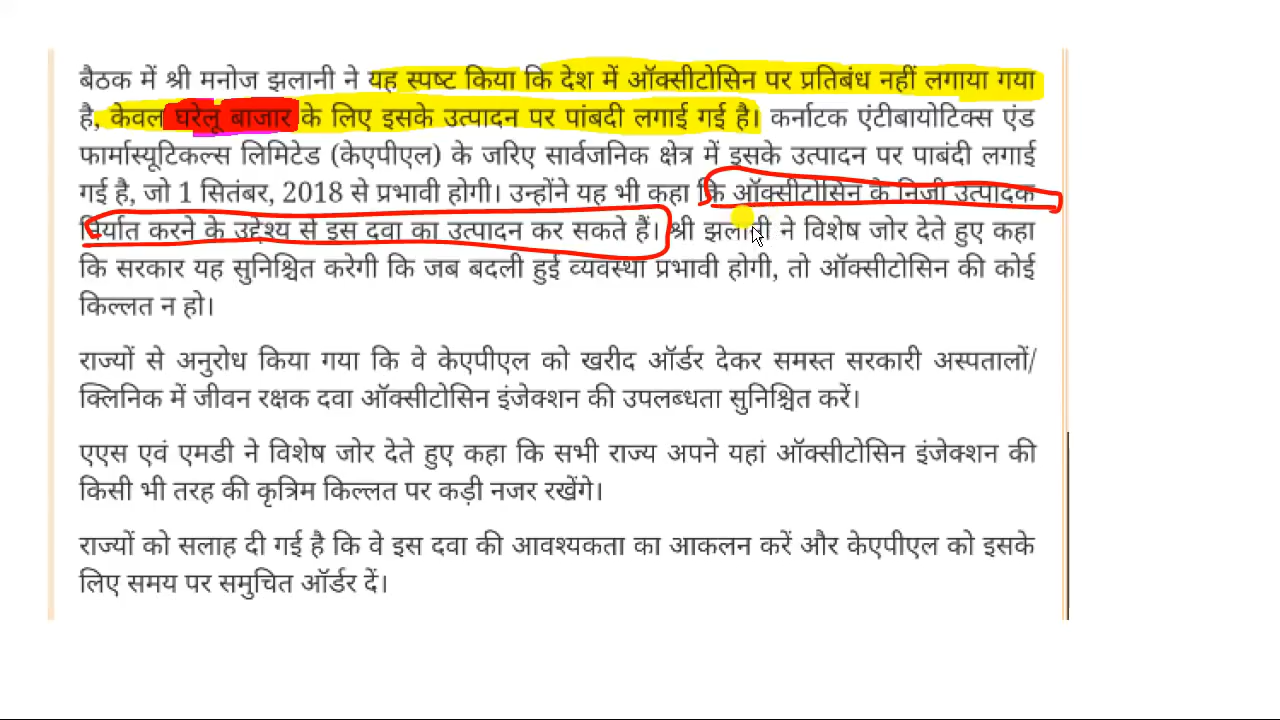 बैठक में श्री मनोज झलानी ने यह स्पष्ट किया कि देश में ऑक्सीटोसिन पर प्रतिबंध नहीं लगाया गया
है, केवल घरेलू बाजार के लिए इसके उत्पादन पर पांबदी लगाई गई है। कर्नाटक एंटीबायोटिक्स एंड
फार्मास्यूटिकल्स लिमिटेड (केएपीएल) के जरिए सार्वजनिक क्षेत्र में इसके उत्पादन पर पाबंदी लगाई
गई है, जो 1 सितंबर, 2018 से प्रभावी होगी। उन्होंने यह भी कहा कि ऑक्सीटोसिन के निजी उत्पादक
निर्यात करने के उद्देश्य से इस दवा का उत्पादन कर सकते हैं। श्री झलानी ने विशेष जोर देते हुए कहा
कि सरकार यह सुनिश्चित करेगी कि जब बदली हुई व्यवस्था प्रभावी होगी, तो ऑक्सीटोसिन की कोई
किल्लत न हो।
राज्यों से अनुरोध किया गया कि वे केएपीएल को खरीद ऑर्डर देकर समस्त सरकारी अस्पतालों/
क्लिनिक में जीवन रक्षक दवा ऑक्सीटोसिन इंजेक्शन की उपलब्धता सुनिश्चित करें।
एएस एवं एमडी ने विशेष जोर देते हुए कहा कि सभी राज्य अपने यहां ऑक्सीटोसिन इंजेक्शन की
किसी भी तरह की कृत्रिम किल्लत पर कड़ी नजर रखेंगे।
राज्यों को सलाह दी गई है कि वे इस दवा की आवश्यकता का आकलन करें और केएपीएल को इसके
लिए समय पर समुचित ऑर्डर दें।